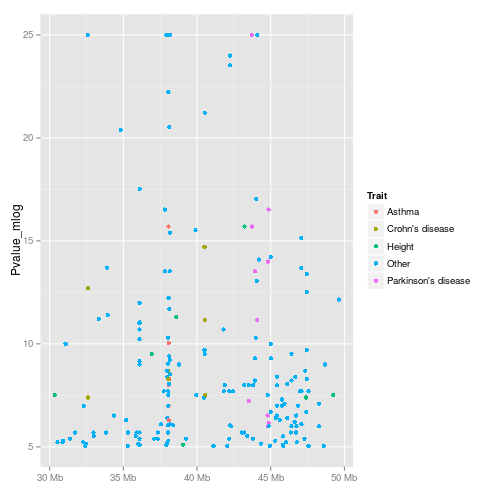 25
20
15
10
5
Pvalue_mlog
30 Mb
35 Mb
40 Mb
45 Mb
50 Mb
Trait
Asthma
Crohn's disease
Height
Other
Parkinson's disease